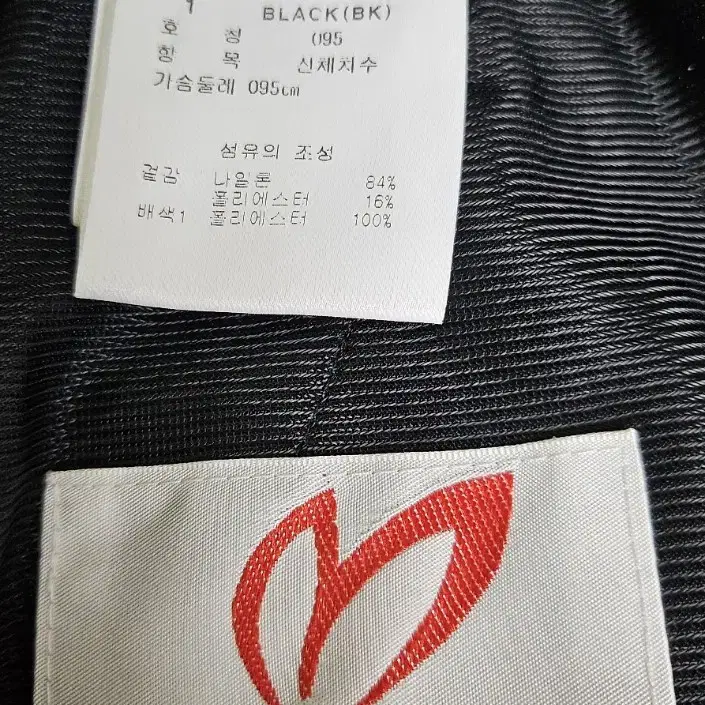 1 BLACK(BK)
호 칭 095
항 목 신체치수
가슴둘레 095cm
섬유의 조성
겉감 나일론 84%
폴리에스터 16%
배색1 폴리에스터 100%